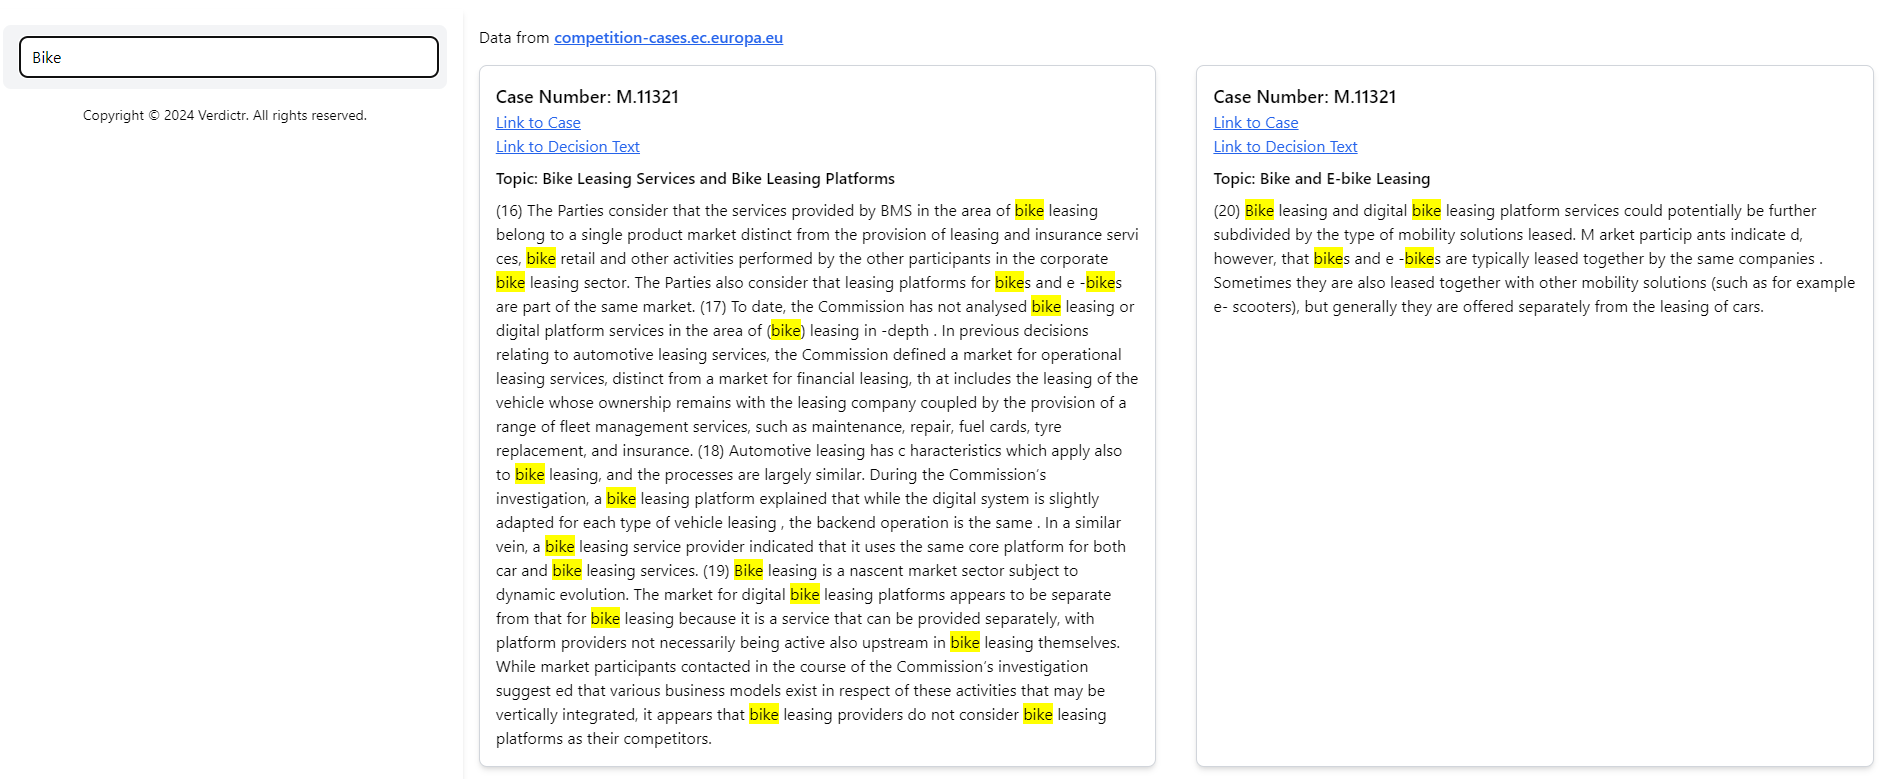 Bike
Copyright © 2024 Verdictr. All rights reserved.
Data from competition-cases.ec.europa.eu
Case Number: M.11321
Link to Case
Link to Decision Text
Topic: Bike Leasing Services and Bike Leasing Platforms
(16) The Parties consider that the services provided by BMS in the area of bike leasing
belong to a single product market distinct from the provision of leasing and insurance servi
ces, bike retail and other activities performed by the other participants in the corporate
bike leasing sector. The Parties also consider that leasing platforms for bikes and e -bikes
are part of the same market. (17) To date, the Commission has not analysed bike leasing or
digital platform services in the area of (bike) leasing in -depth . In previous decisions
relating to automotive leasing services, the Commission defined a market for operational
leasing services, distinct from a market for financial leasing, th at includes the leasing of the
vehicle whose ownership remains with the leasing company coupled by the provision of a
range of fleet management services, such as maintenance, repair, fuel cards, tyre
replacement, and insurance. (18) Automotive leasing has c haracteristics which apply also
to bike leasing, and the processes are largely similar. During the Commission's
investigation, a bike leasing platform explained that while the digital system is slightly
adapted for each type of vehicle leasing , the backend operation is the same . In a similar
vein, a bike leasing service provider indicated that it uses the same core platform for both
car and bike leasing services. (19) Bike leasing is a nascent market sector subject to
dynamic evolution. The market for digital bike leasing platforms appears to be separate
from that for bike leasing because it is a service that can be provided separately, with
platform providers not necessarily being active also upstream in bike leasing themselves.
While market participants contacted in the course of the Commission's investigation
suggest ed that various business models exist in respect of these activities that may be
vertically integrated, it appears that bike leasing providers do not consider bike leasing
platforms as their competitors.
Case Number: M.11321
Link to Case
Link to Decision Text
Topic: Bike and E-bike Leasing
(20) Bike leasing and digital bike leasing platform services could potentially be further
subdivided by the type of mobility solutions leased. M arket particip ants indicate d,
however, that bikes and e -bikes are typically leased together by the same companies .
Sometimes they are also leased together with other mobility solutions (such as for example
e- scooters), but generally they are offered separately from the leasing of cars.